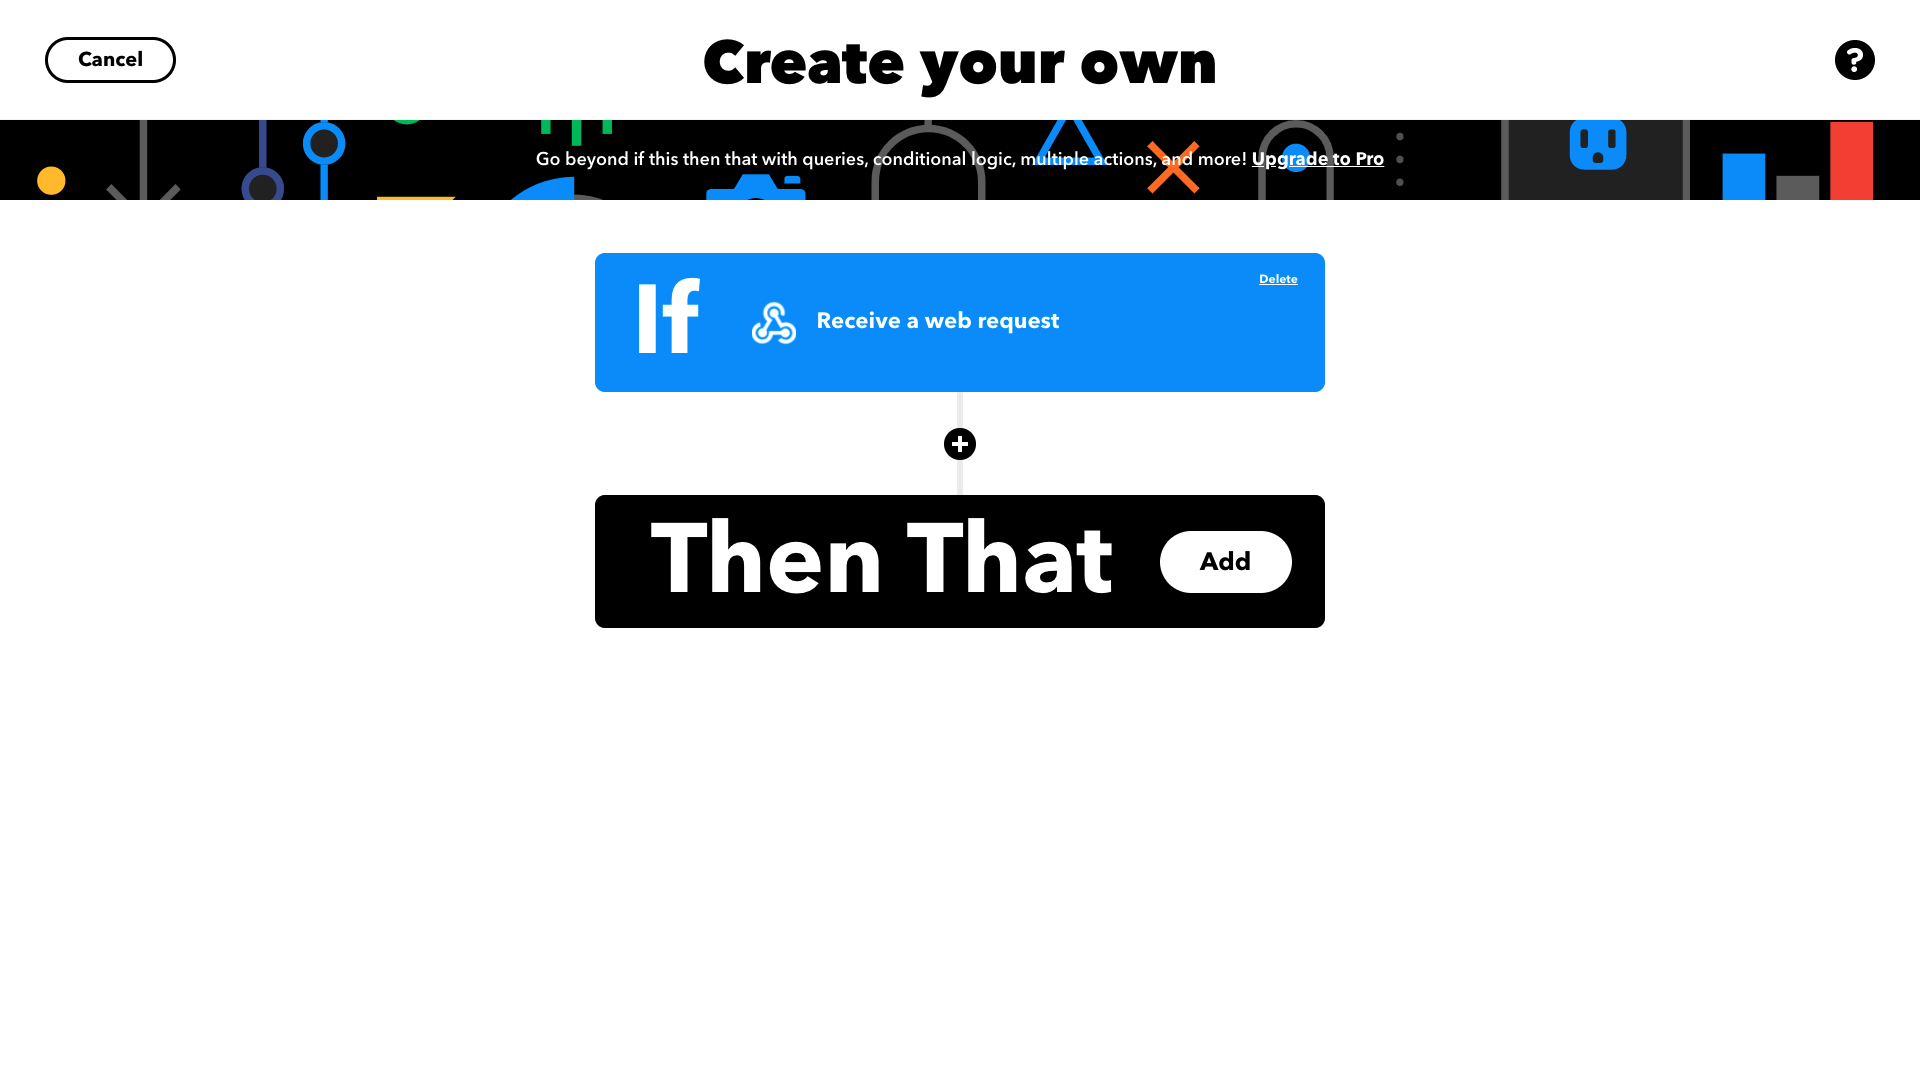 Cancel
Create your own
?
Go beyond if this then that with queries, conditional logic, multiple actions, and more! Upgrade to Pro
Delete
If
Receive a web request
Then That
Add